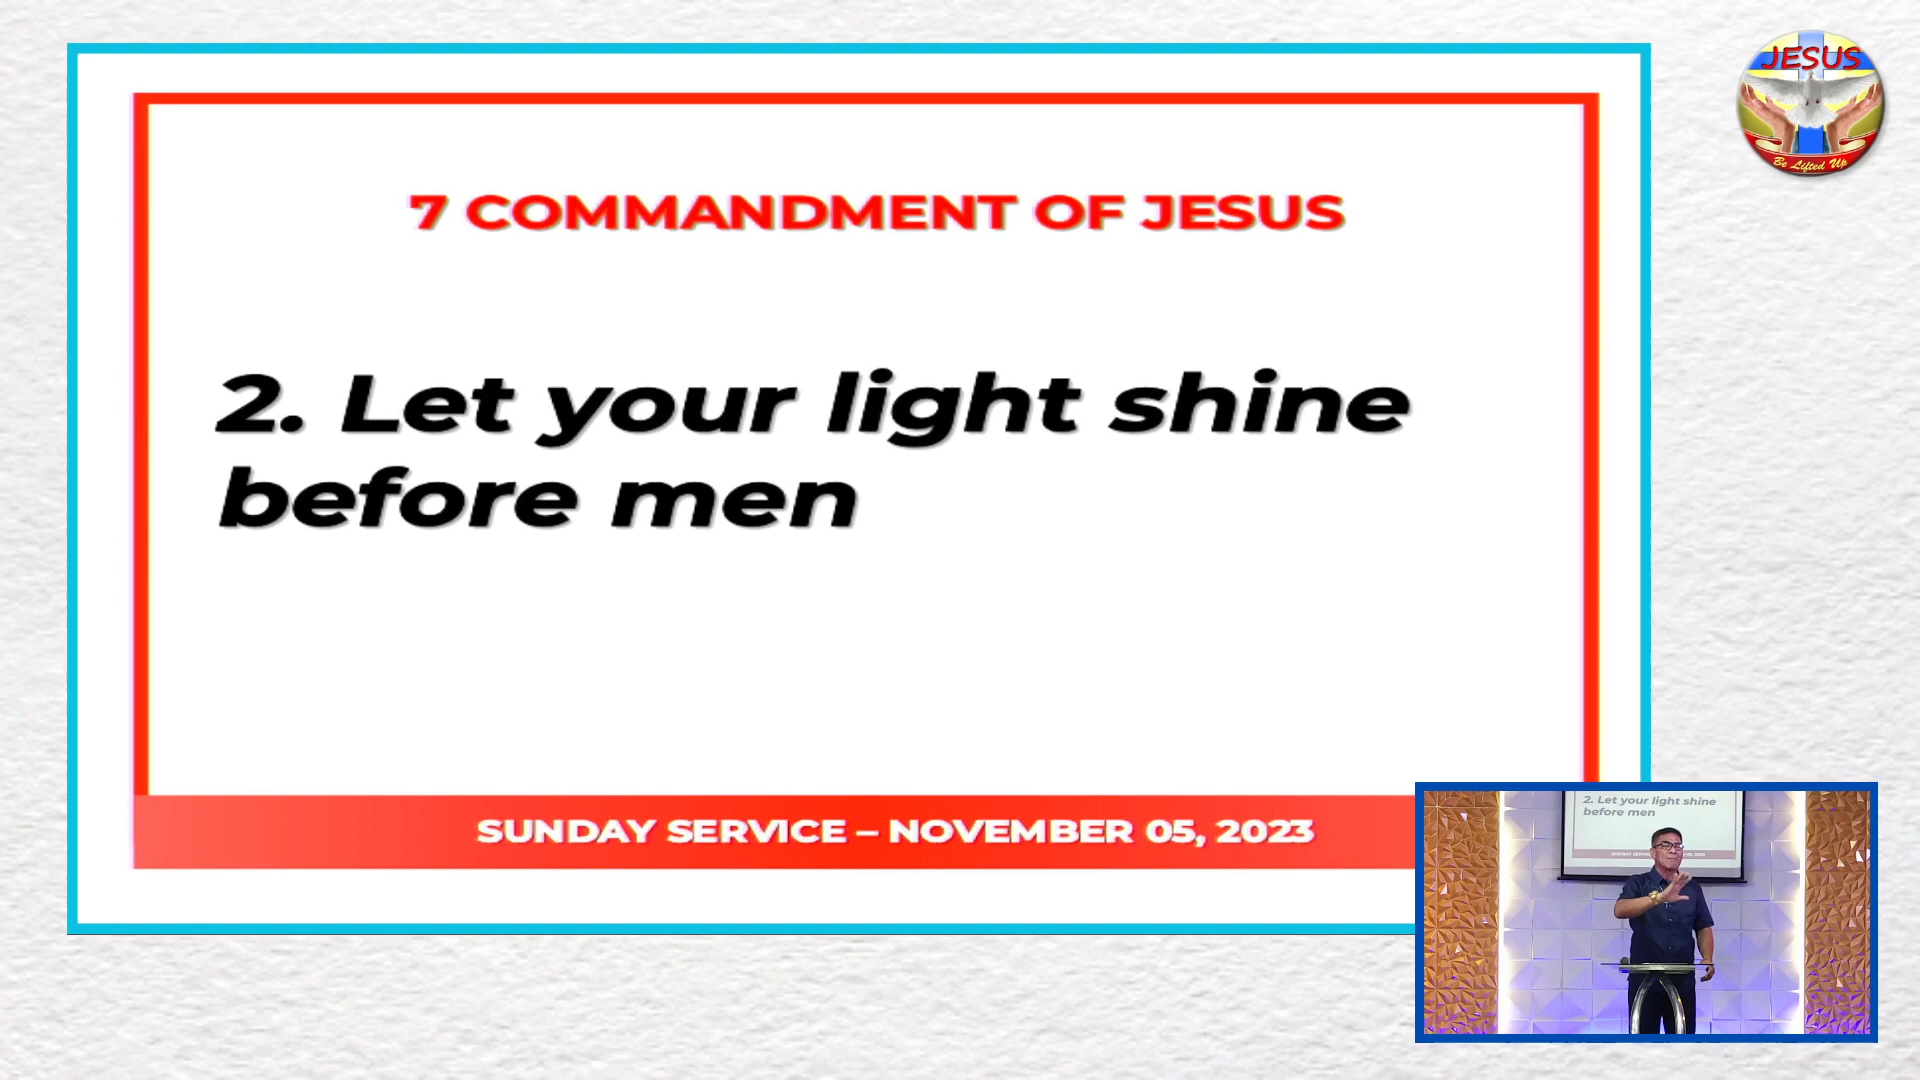 JESUS
Be Lifted Up
7 COMMANDMENT OF JESUS
2. Let your light shine
before men
SUNDAY SERVICE – NOVEMBER 05, 2023
2. Let your light shine
before men